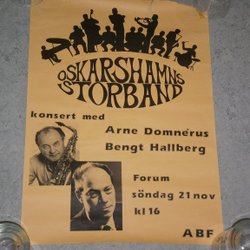 OSKARSHAMNS
STORBAND
konsert med
Arne Domnérus
Bengt Hallberg
Forum
söndag 21 nov
kl 16
ABF